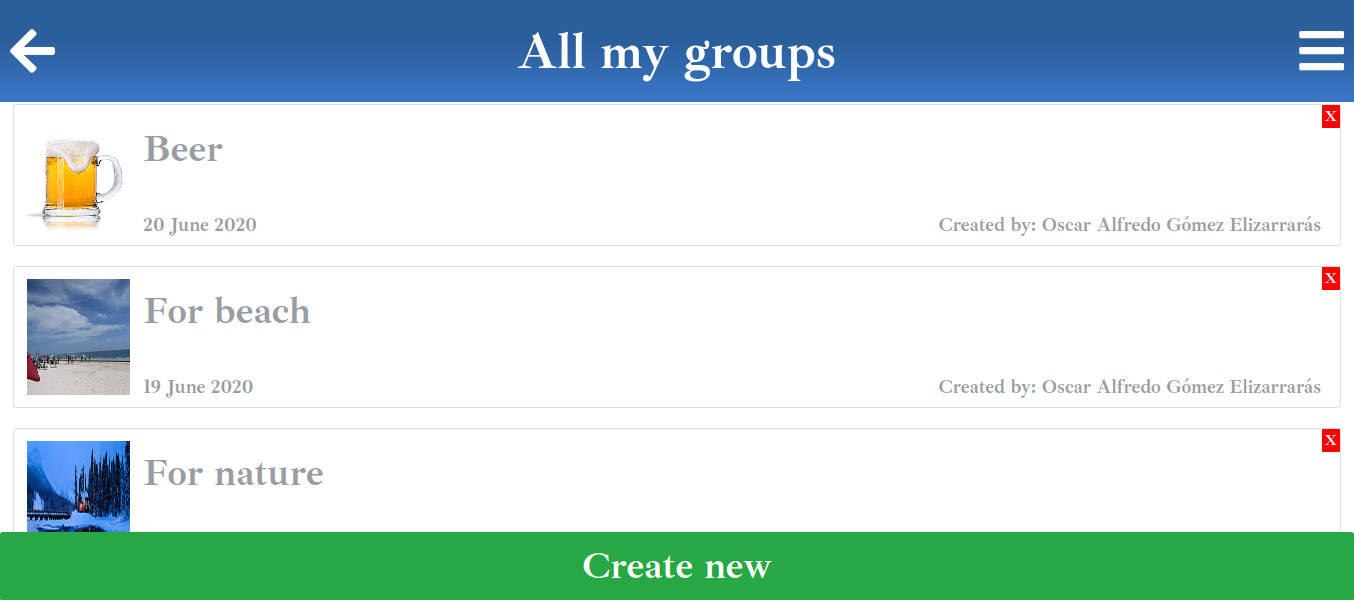 All my groups
X
Beer
20 June 2020 Created by: Oscar Alfredo Gómez Elizarrarás
X
For beach
19 June 2020 Created by: Oscar Alfredo Gómez Elizarrarás
X
For nature
Create new